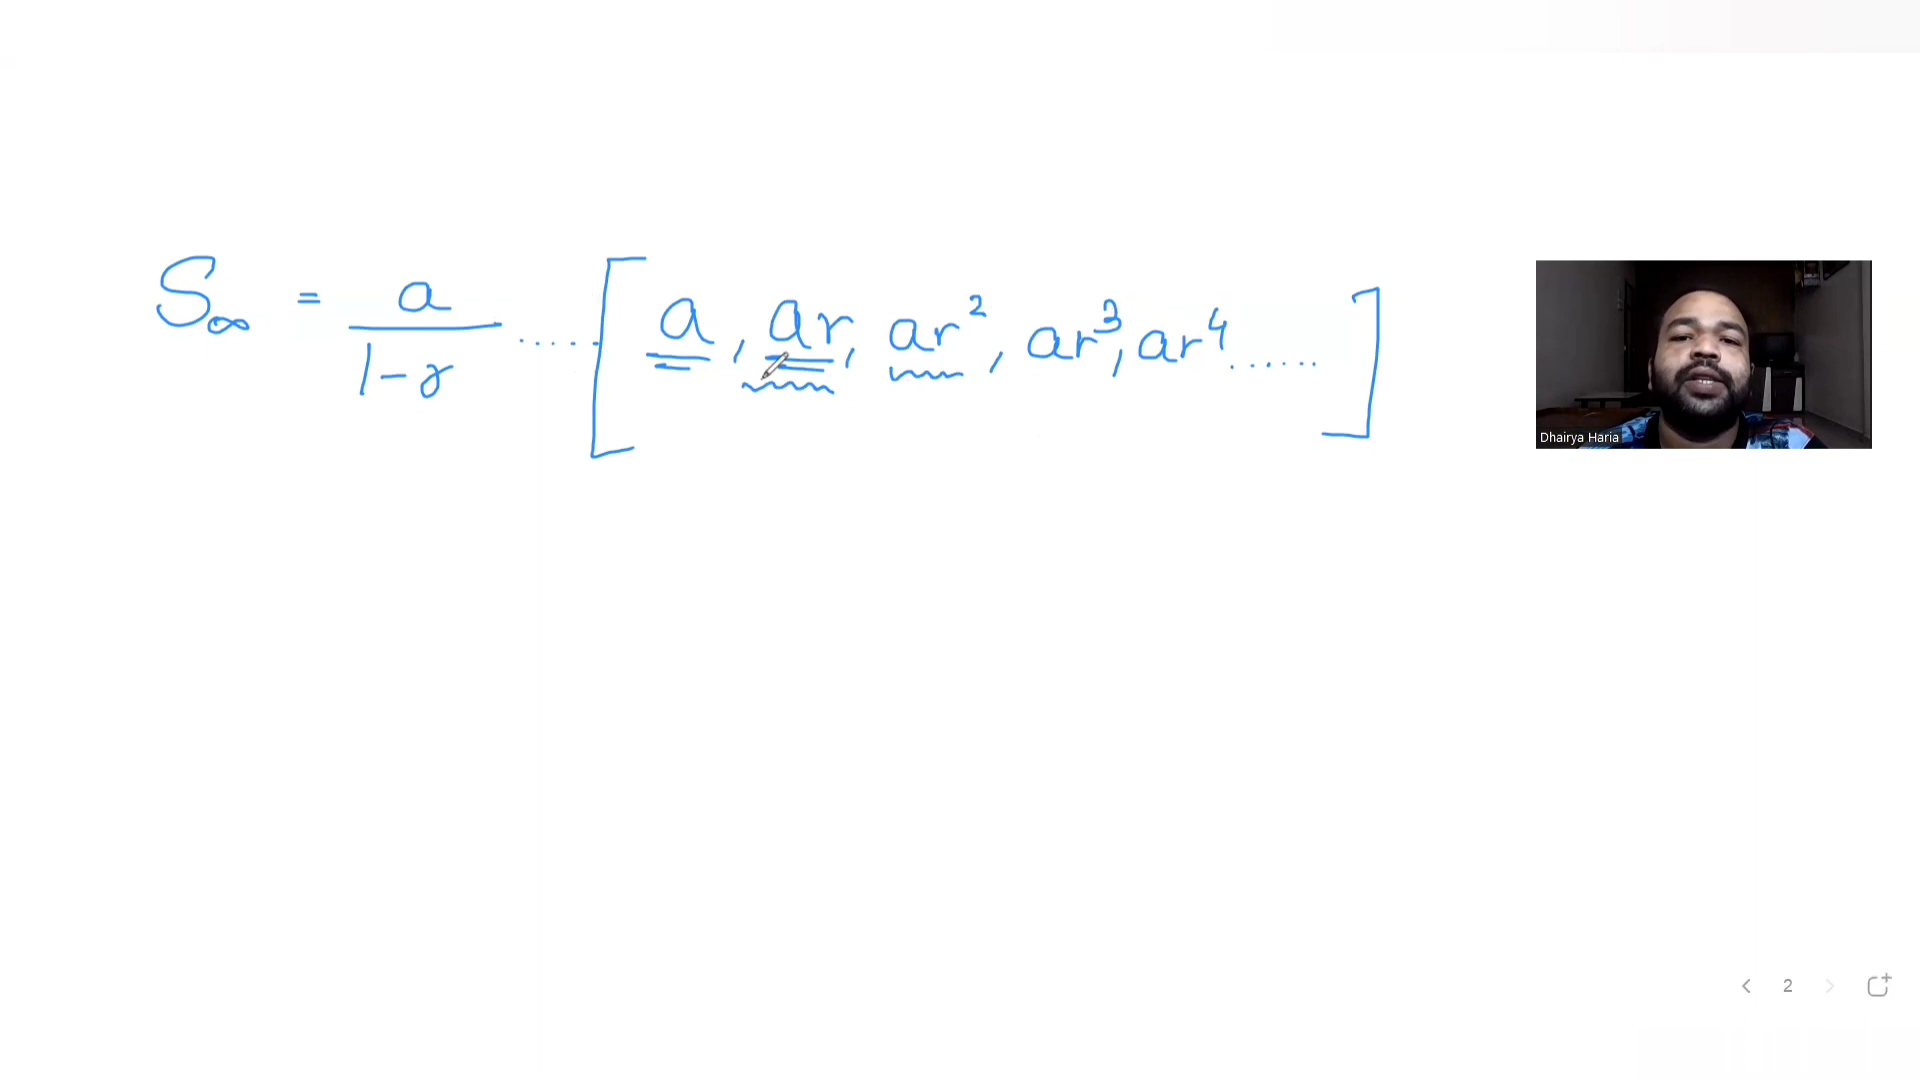 S∞ = a / 1-r ..... [a, ar, ar², ar³, ar⁴ ......]
Dhairya Haria
2